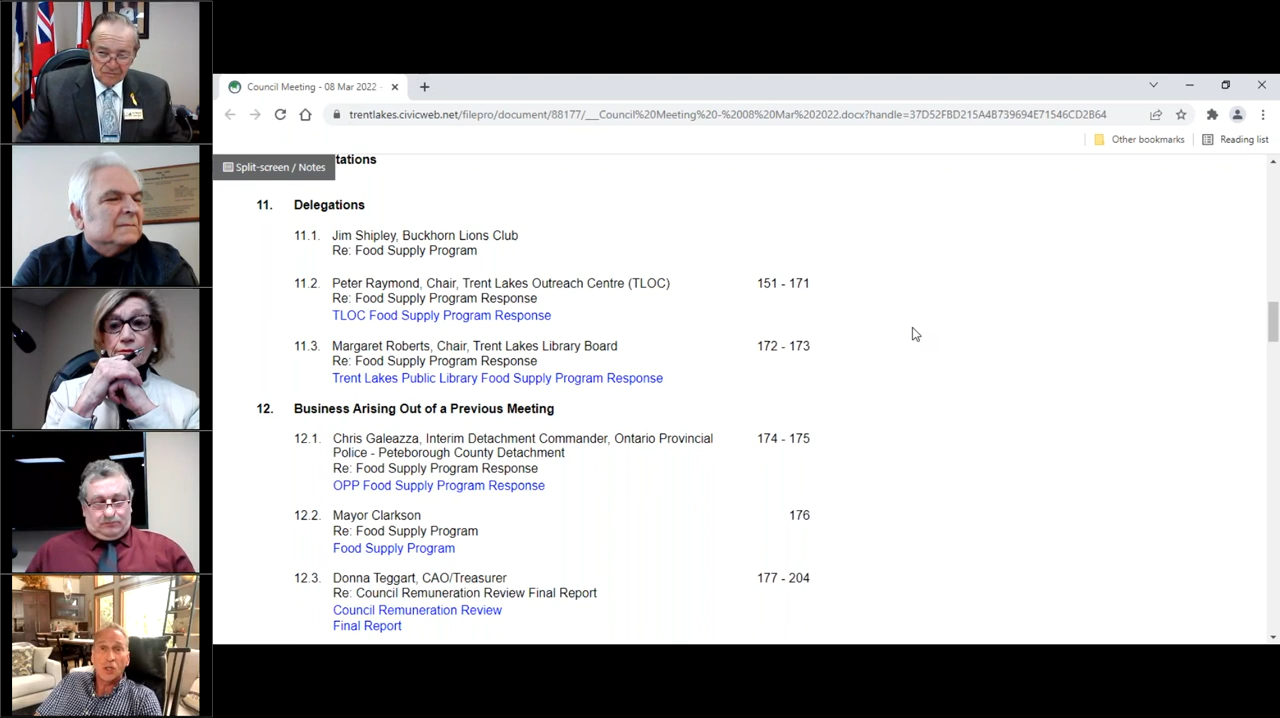 Council Meeting - 08 Mar 2022 -
trentlakes.civicweb.net/filepro/document/88177/___Council%20Meeting%20-%2008%20Mar%202022.docx?handle=37D52FBD215A4B739694E71546CD2B64
Other bookmarks
Reading list
Split-screen / Notes
tations
11. Delegations
11.1. Jim Shipley, Buckhorn Lions Club
Re: Food Supply Program
11.2. Peter Raymond, Chair, Trent Lakes Outreach Centre (TLOC) 151 - 171
Re: Food Supply Program Response
TLOC Food Supply Program Response
11.3. Margaret Roberts, Chair, Trent Lakes Library Board 172 - 173
Re: Food Supply Program Response
Trent Lakes Public Library Food Supply Program Response
12. Business Arising Out of a Previous Meeting
12.1. Chris Galeazza, Interim Detachment Commander, Ontario Provincial 174 - 175
Police - Peteborough County Detachment
Re: Food Supply Program Response
OPP Food Supply Program Response
12.2. Mayor Clarkson 176
Re: Food Supply Program
Food Supply Program
12.3. Donna Teggart, CAO/Treasurer 177 - 204
Re: Council Remuneration Review Final Report
Council Remuneration Review
Final Report